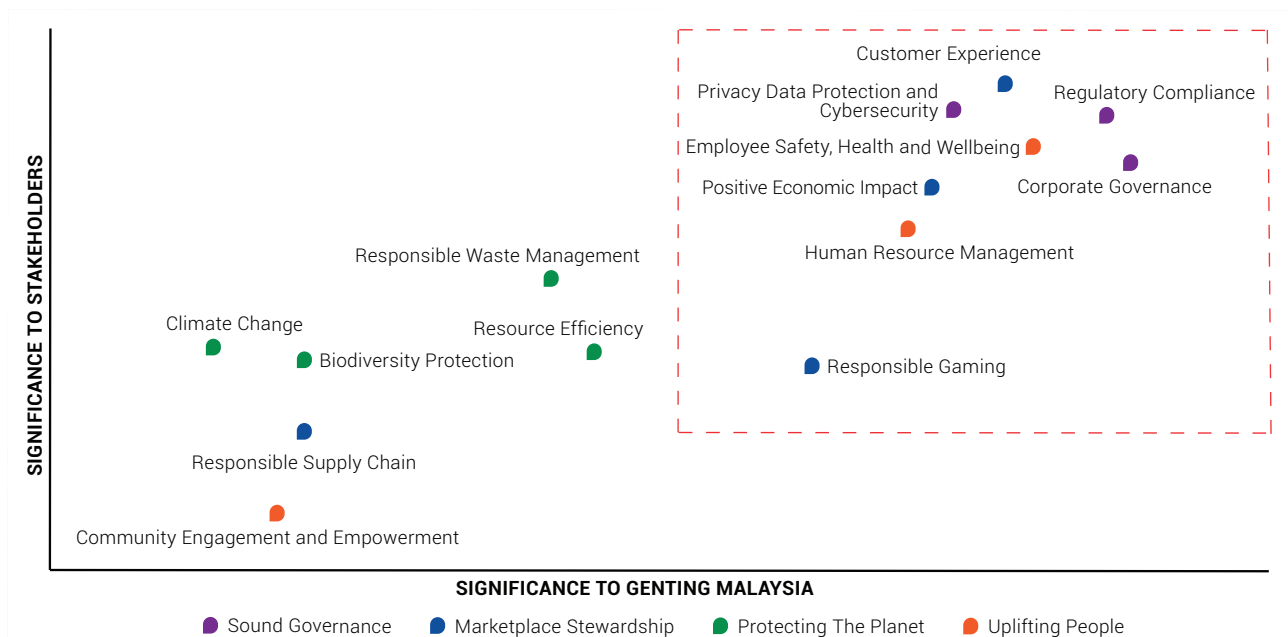 Customer Experience
Privacy Data Protection and
Cybersecurity
Regulatory Compliance
Employee Safety, Health and Wellbeing
Positive Economic Impact
Corporate Governance
Human Resource Management
Responsible Waste Management
Climate Change
Resource Efficiency
Biodiversity Protection
Responsible Gaming
Responsible Supply Chain
Community Engagement and Empowerment
SIGNIFICANCE TO STAKEHOLDERS
SIGNIFICANCE TO GENTING MALAYSIA
Sound Governance
Marketplace Stewardship
Protecting The Planet
Uplifting People